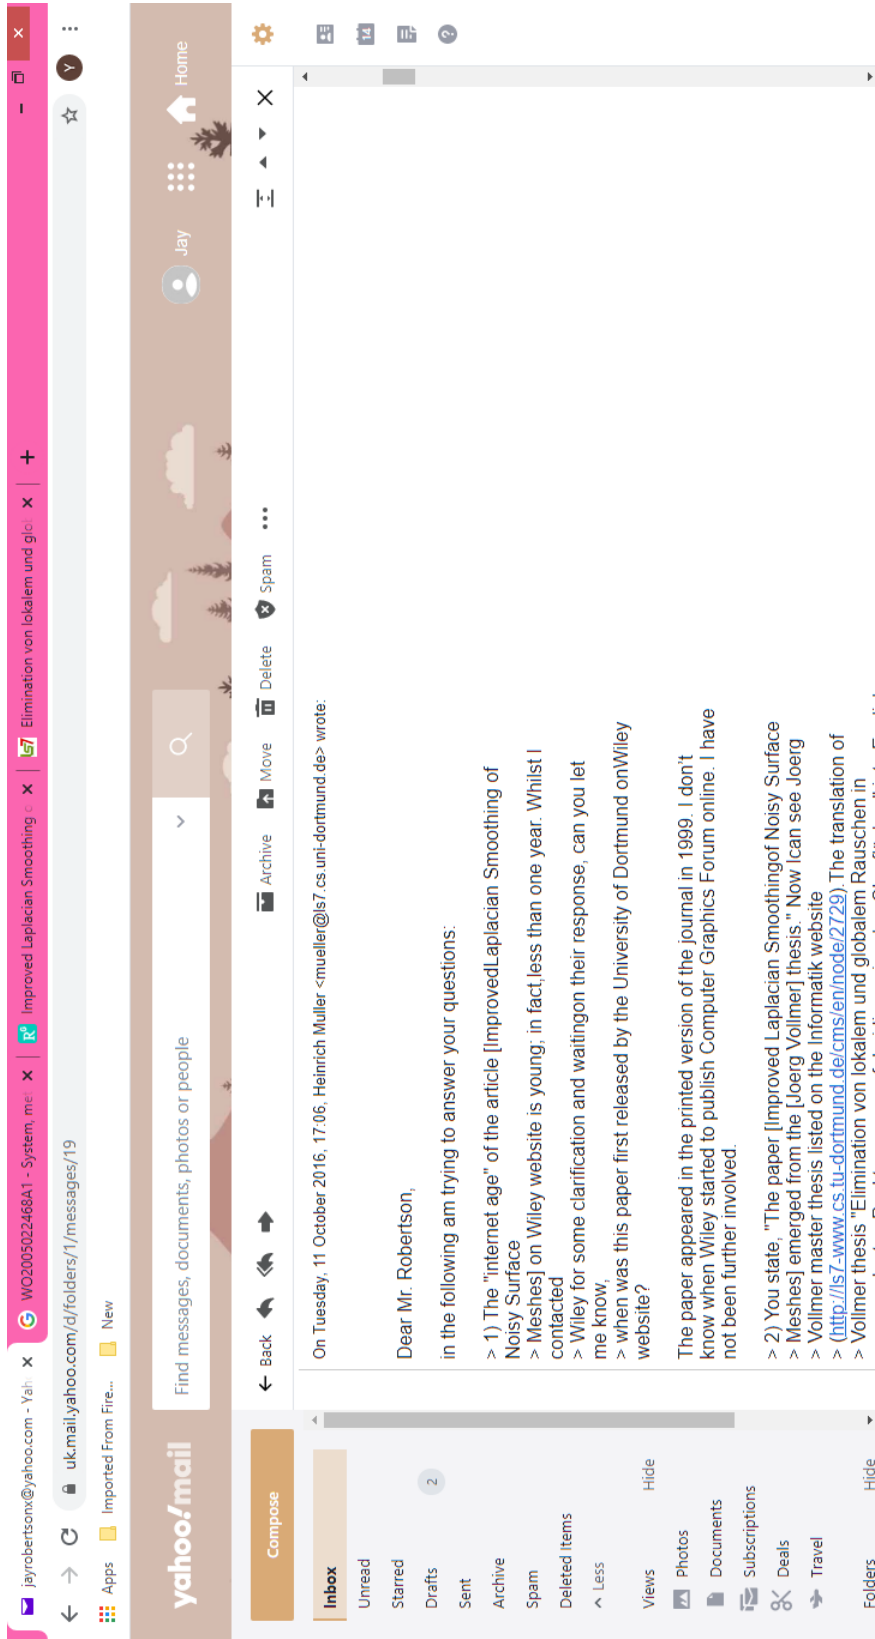 jayrobertsonx@yahoo.com - Yah
WO2005022468A1 - System, me
Improved Laplacian Smoothing
Elimination von lokalem und glo
uk.mail.yahoo.com/d/folders/1/messages/19
Y
Apps
Imported From Fire...
New
yahoo!mail
Find messages, documents, photos or people
Jay
Home
Compose
Back
Archive
Move
Delete
Spam
Inbox
Unread
Starred
Drafts
2
Sent
Archive
Spam
Deleted Items
Less
Views
Hide
Photos
Documents
Subscriptions
Deals
Travel
Folders
Hide
On Tuesday, 11 October 2016, 17:06, Heinrich Muller <mueller@ls7.cs.uni-dortmund.de> wrote:
Dear Mr. Robertson,
in the following am trying to answer your questions:
> 1) The "internet age" of the article [ImprovedLaplacian Smoothing of
Noisy Surface
> Meshes] on Wiley website is young; in fact,less than one year. Whilst I
contacted
> Wiley for some clarification and waitingon their response, can you let
me know,
> when was this paper first released by the University of Dortmund onWiley
website?
The paper appeared in the printed version of the journal in 1999. I don't
know when Wiley started to publish Computer Graphics Forum online. I have
not been further involved.
> 2) You state, "The paper [Improved Laplacian Smoothingof Noisy Surface
> Meshes] emerged from the [Joerg Vollmer] thesis." Now Ican see Joerg
> Vollmer master thesis listed on the Informatik website
> (http://ls7-www.cs.tu-dortmund.de/cms/en/node/2729).The translation of
> Vollmer thesis "Elimination von lokalem und globalem Rauschen in
14